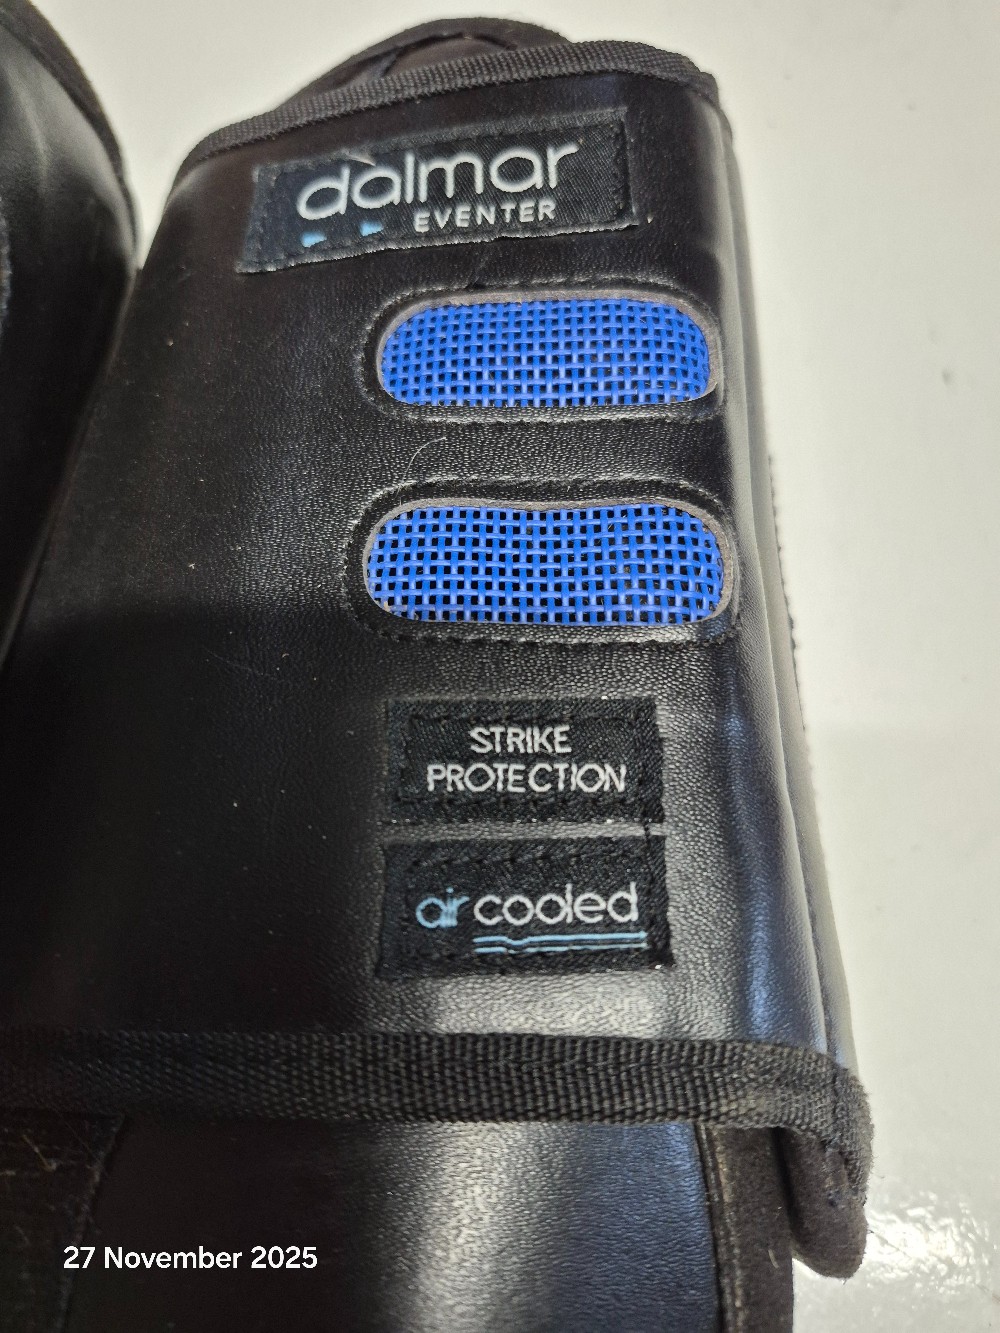 dalmar
EVENTER
STRIKE
PROTECTION
air cooled
27 November 2025